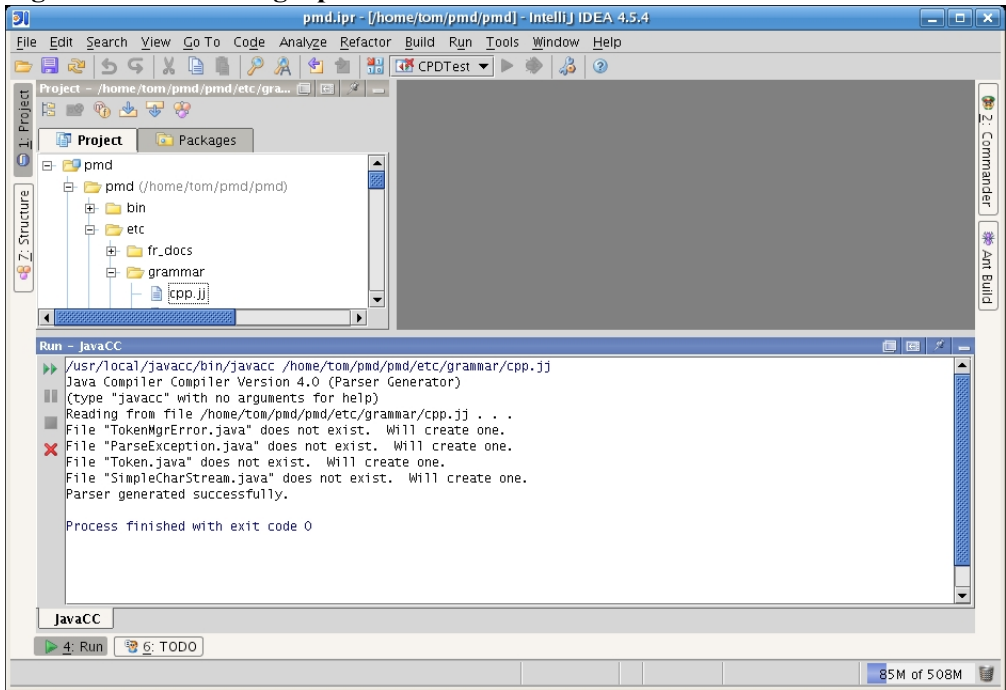 pmd.ipr - [/home/tom/pmd/pmd] - IntelliJ IDEA 4.5.4
File Edit Search View Go To Code Analyze Refactor Build Run Tools Window Help
CPDTest
Project - /home/tom/pmd/pmd/etc/gra...
1: Project
7: Structure
Project Packages
pmd
pmd (/home/tom/pmd/pmd)
bin
etc
fr_docs
grammar
cpp.jj
2: Commander
Ant Build
Run - JavaCC
/usr/local/javacc/bin/javacc /home/tom/pmd/pmd/etc/grammar/cpp.jj
Java Compiler Compiler Version 4.0 (Parser Generator)
(type "javacc" with no arguments for help)
Reading from file /home/tom/pmd/pmd/etc/grammar/cpp.jj . . .
File "TokenMgrError.java" does not exist.  Will create one.
File "ParseException.java" does not exist.  Will create one.
File "Token.java" does not exist.  Will create one.
File "SimpleCharStream.java" does not exist.  Will create one.
Parser generated successfully.
Process finished with exit code 0
JavaCC
4: Run 6: TODO
85M of 508M